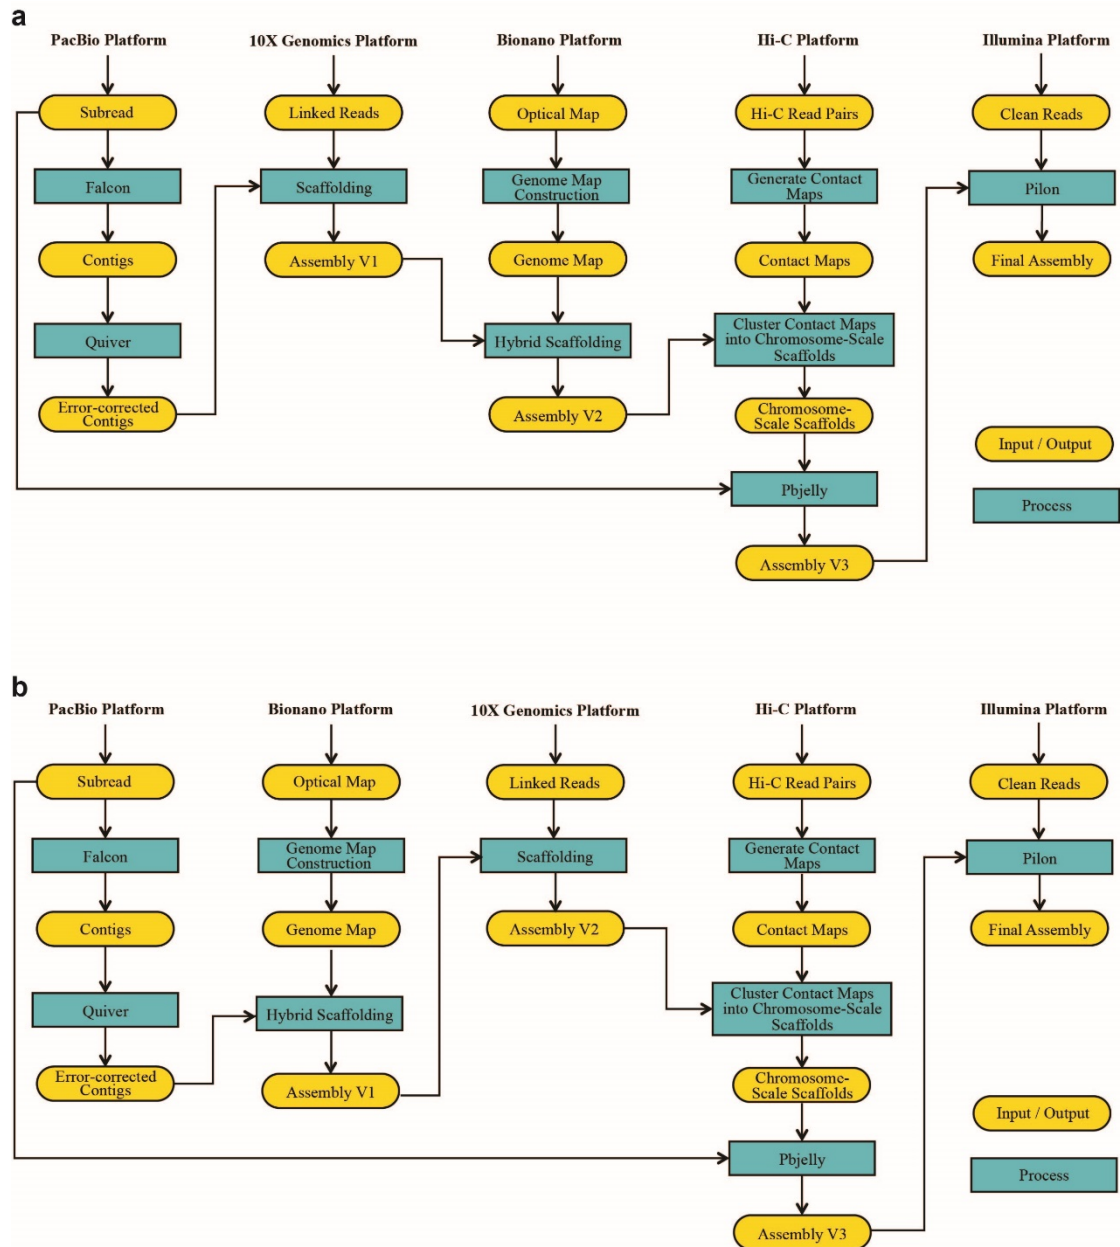 a
PacBio Platform
10X Genomics Platform
Bionano Platform
Hi-C Platform
Illumina Platform
Subread
Linked Reads
Optical Map
Hi-C Read Pairs
Clean Reads
Falcon
Scaffolding
Genome Map
Construction
Generate Contact
Maps
Pilon
Contigs
Assembly V1
Genome Map
Contact Maps
Final Assembly
Quiver
Hybrid Scaffolding
Cluster Contact Maps
into Chromosome-Scale
Scaffolds
Error-corrected
Contigs
Assembly V2
Chromosome-
Scale Scaffolds
Input / Output
Pbjelly
Process
Assembly V3
b
PacBio Platform
Bionano Platform
10X Genomics Platform
Hi-C Platform
Illumina Platform
Subread
Optical Map
Linked Reads
Hi-C Read Pairs
Clean Reads
Falcon
Genome Map
Construction
Scaffolding
Generate Contact
Maps
Pilon
Contigs
Genome Map
Assembly V2
Contact Maps
Final Assembly
Quiver
Hybrid Scaffolding
Cluster Contact Maps
into Chromosome-Scale
Scaffolds
Error-corrected
Contigs
Assembly V1
Chromosome-
Scale Scaffolds
Input / Output
Pbjelly
Process
Assembly V3